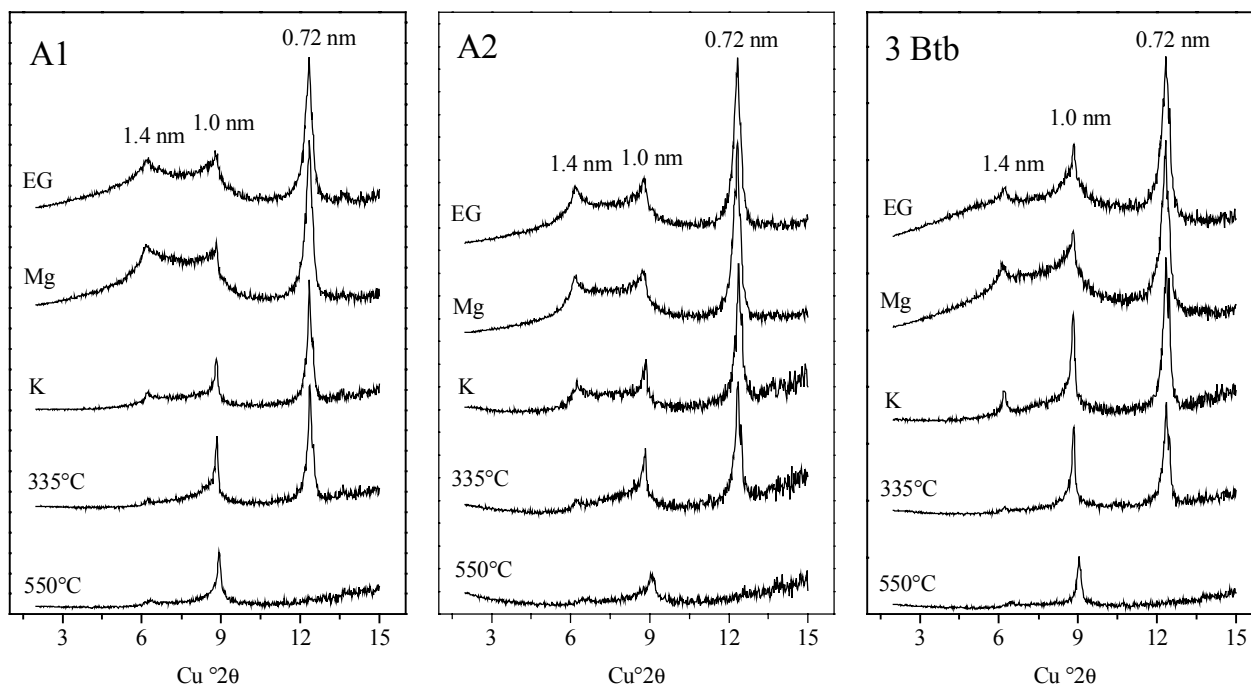 A1
0.72 nm
1.4 nm
1.0 nm
EG
Mg
K
335°C
550°C
3
6
9
12
15
Cu °2θ
A2
0.72 nm
1.4 nm
1.0 nm
EG
Mg
K
335°C
550°C
3
6
9
12
15
Cu°2θ
3 Btb
0.72 nm
1.0 nm
1.4 nm
EG
Mg
K
335°C
550°C
3
6
9
12
15
Cu °2θ